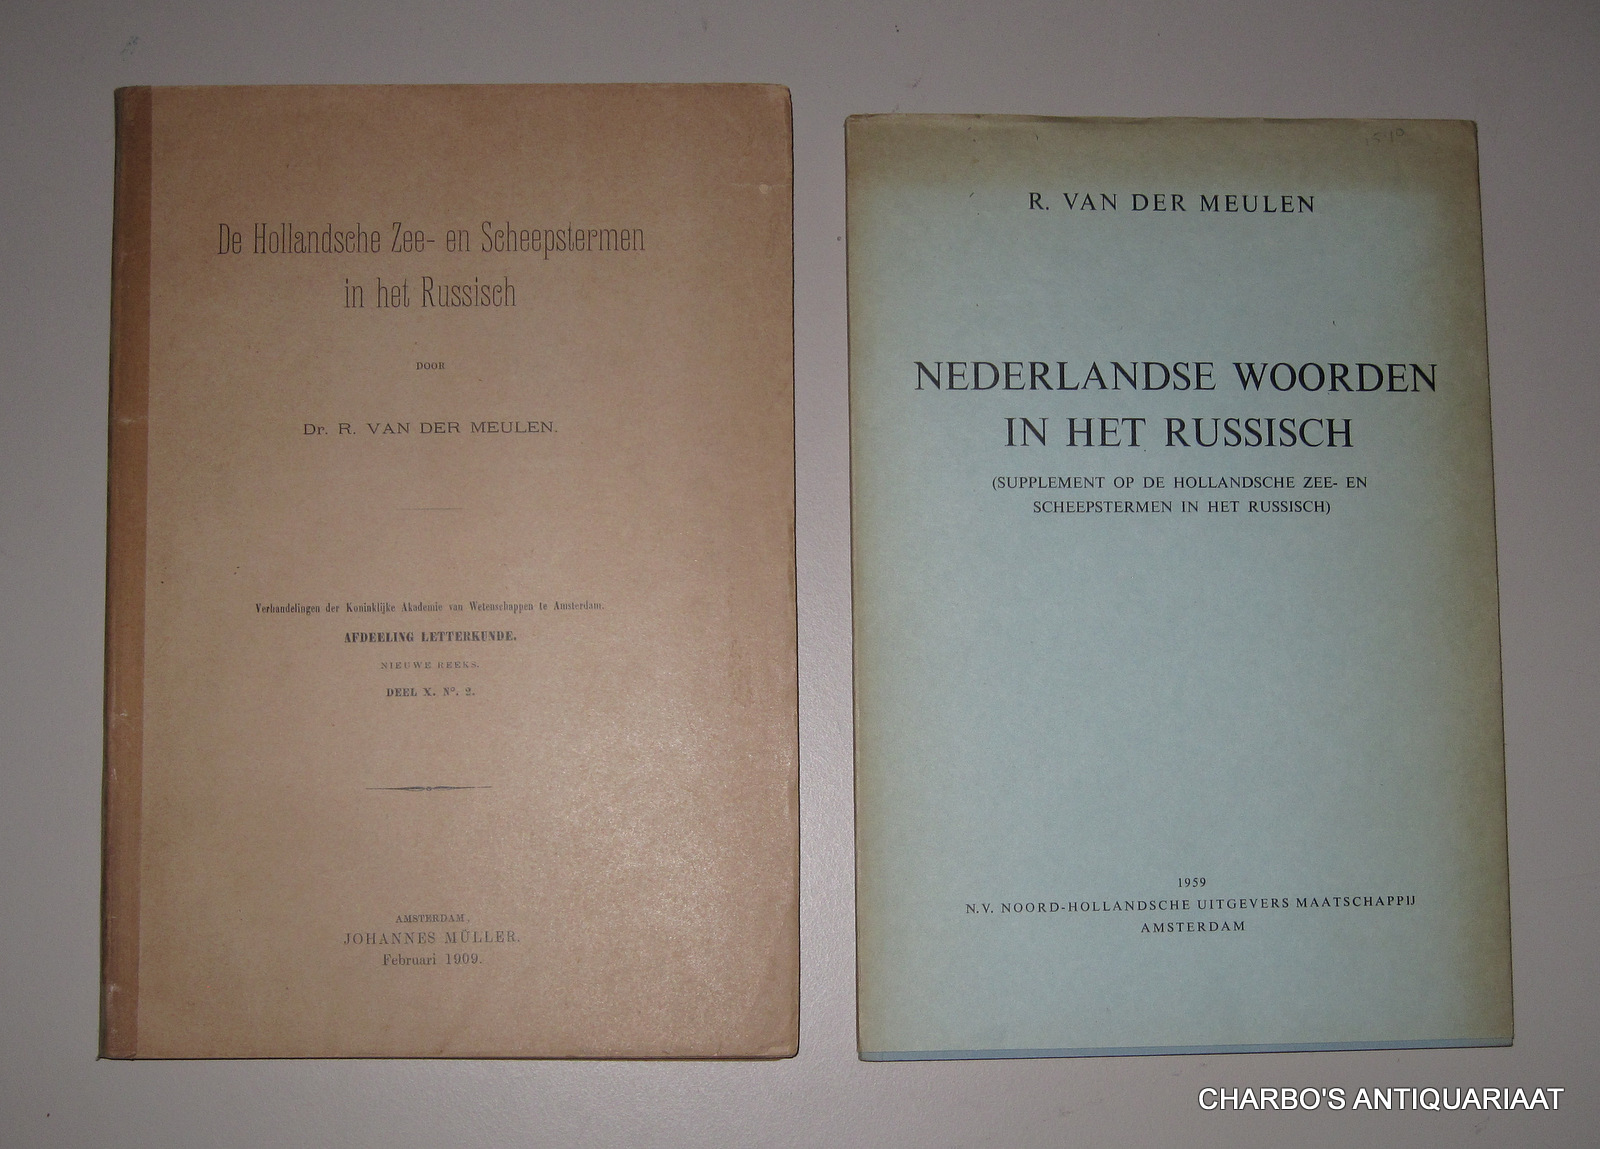 De Hollandsche Zee- en Scheepstermen
in het Russisch
DOOR
Dr. R. VAN DER MEULEN.
Verhandelingen der Koninklijke Akademie van Wetenschappen te Amsterdam.
AFDEELING LETTERKUNDE.
NIEUWE REEKS.
DEEL X. Nº. 2.
AMSTERDAM,
JOHANNES MÜLLER.
Februari 1909.
R. VAN DER MEULEN
NEDERLANDSE WOORDEN
IN HET RUSSISCH
(SUPPLEMENT OP DE HOLLANDSCHE ZEE- EN
SCHEEPSTERMEN IN HET RUSSISCH)
1959
N.V. NOORD-HOLLANDSCHE UITGEVERS MAATSCHAPPIJ
AMSTERDAM
CHARBO'S ANTIQUARIAAT